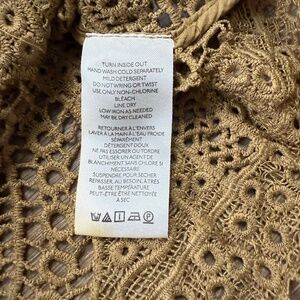 TURN INSIDE OUT
HAND WASH COLD SEPARATELY
MILD DETERGENT
DO NOT WRING OR TWIST
USE ONLY NON-CHLORINE
BLEACH
LINE DRY
LOW IRON AS NEEDED
MAY BE DRY CLEANED
RETOURNER À L'ENVERS
LAVER À LA MAIN À L'EAU FROIDE
SÉPARÉMENT
DÉTERGENT DOUX
NE PAS ESSORER OU TORDRE
UTILISER UN AGENT DE
BLANCHIMENT SANS CHLORE SI
NÉCESSAIRE
SUSPENDRE POUR SÉCHER
REPASSER, AU BESOIN, À TRÈS
BASSE TEMPÉRATURE
PEUT-ÊTRE ÊTRE NETTOYÉE
À SEC